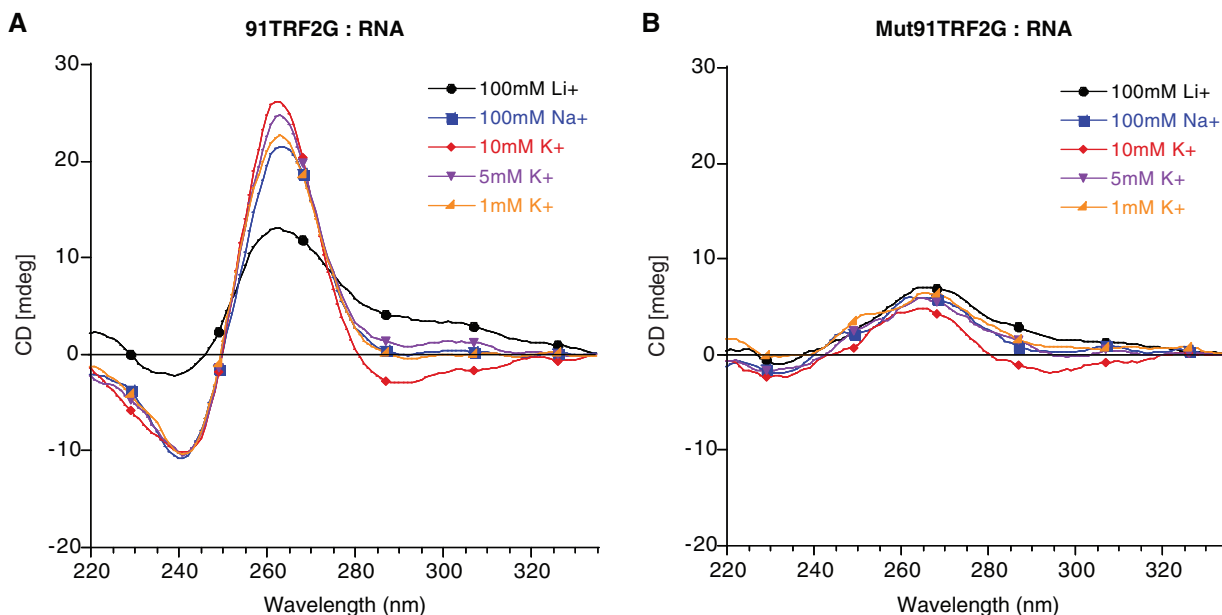 A
91TRF2G : RNA
30
20
10
0
-10
-20
CD [mdeg]
100mM Li+
100mM Na+
10mM K+
5mM K+
1mM K+
220 240 260 280 300 320
Wavelength (nm)
B
Mut91TRF2G : RNA
30
20
10
0
-10
-20
CD [mdeg]
100mM Li+
100mM Na+
10mM K+
5mM K+
1mM K+
220 240 260 280 300 320
Wavelength (nm)